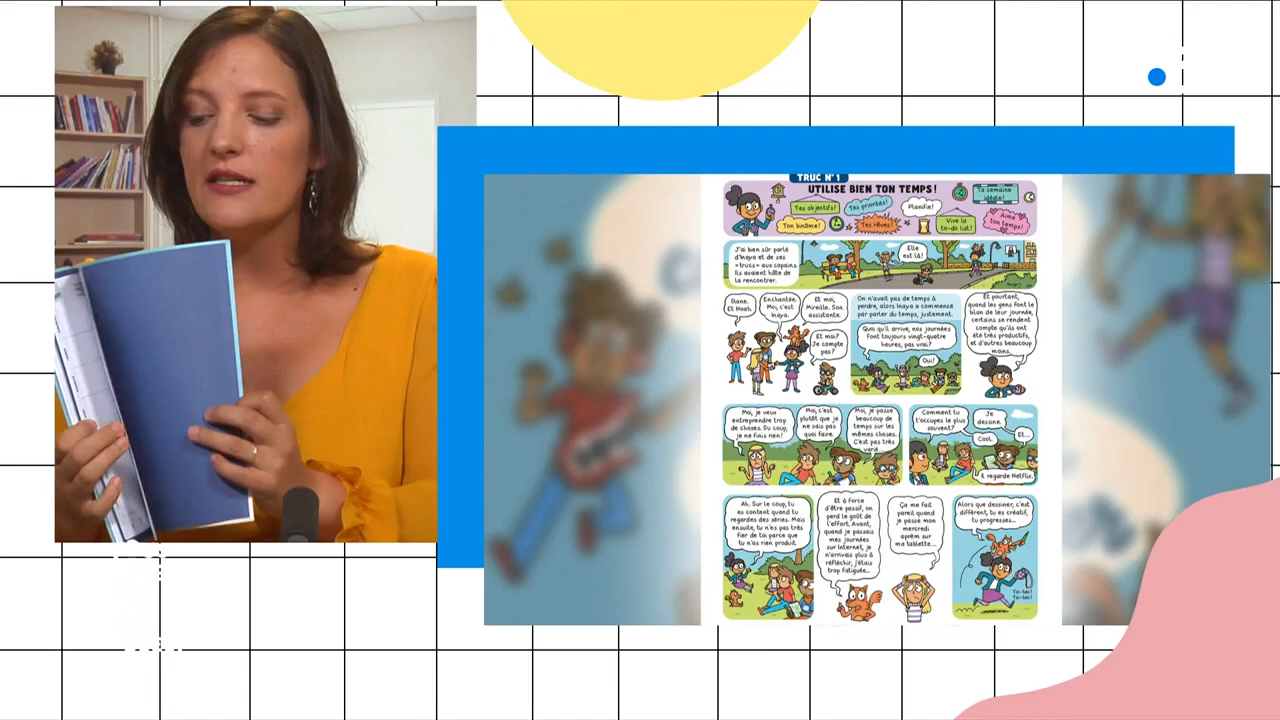 TRUC N°1
UTILISE BIEN TON TEMPS!
Tes objectifs!
Tes priorités!
Planifie!
Ta semaine
idéale!
Ton binôme!
Tes rêves!
Vive la
to-do list!
Aime
ton temps!
J'ai bien sûr parlé
d'Inaya et de ses
«trucs» aux copains.
Ils avaient hâte de
la rencontrer.
Elle
est là!
Diane.
Et Noah.
Enchantée.
Moi, c'est
Inaya.
Et moi,
Mireille. Son
assistante.
Et moi?
Je compte
pas?
On n'avait pas de temps à
perdre, alors Inaya a commencé
par parler du temps, justement.
Quoi qu'il arrive, nos journées
font toujours vingt-quatre
heures, pas vrai?
Oui!
Et pourtant,
quand les gens font le
bilan de leur journée,
certains se rendent
compte qu'ils ont
été très productifs,
et d'autres beaucoup
moins.
Moi, je veux
entreprendre trop
de choses. Du coup,
je ne finis rien!
Moi, c'est
plutôt que je
ne sais pas
quoi faire.
Moi, je passe
beaucoup de
temps sur les
mêmes choses.
C'est pas très
varié...
Comment tu
t'occupes le plus
souvent?
Je
dessine.
Cool.
Et...
Il regarde Netflix.
Ah. Sur le coup, tu
es content quand tu
regardes des séries. Mais
ensuite, tu n'es pas très
fier de toi parce que
tu n'as rien produit.
Et à force
d'être passif, on
perd le goût de
l'effort. Avant,
quand je passais
mes journées
sur Internet, je
n'arrivais plus à
réfléchir, j'étais
trop fatiguée...
Ça me fait
pareil quand
je passe mon
mercredi
aprèm sur
ma tablette...
Alors que dessiner, c'est
différent, tu es créatif,
tu progresses...
Tic-tac!
Tic-tac!